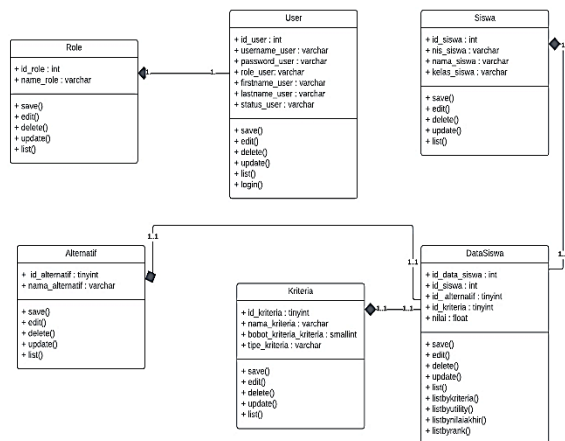 Role
+ id_role : int
+ name_role : varchar
+ save()
+ edit()
+ delete()
+ update()
+ list()
1
1
User
+ id_user : int
+ username_user : varchar
+ password_user : varchar
+ role_user: varchar
+ firstname_user : varchar
+ lastname_user : varchar
+ status_user : varchar
+ save()
+ edit()
+ delete()
+ update()
+ list()
+ login()
Siswa
+ id_siswa : int
+ nis_siswa : varchar
+ nama_siswa : varchar
+ kelas_siswa : varchar
+ save()
+ edit()
+ delete()
+ update()
+ list()
1..1
1..1
Alternatif
+ id_alternatif : tinyint
+ nama_alternatif : varchar
+ save()
+ edit()
+ delete()
+ update()
+ list()
Kriteria
+ id_kriteria : tinyint
+ nama_kriteria : varchar
+ bobot_kriteria_kriteria : smallint
+ tipe_kriteria : varchar
+ save()
+ edit()
+ delete()
+ update()
+ list()
1..1
1..1
DataSiswa
+ id_data_siswa : int
+ id_siswa : int
+ id_alternatif : tinyint
+ id_kriteria : tinyint
+ nilai : float
+ save()
+ edit()
+ delete()
+ update()
+ list()
+ listbykriteria()
+ listbyutility()
+ listbynilaiakhir()
+ listbyrank()